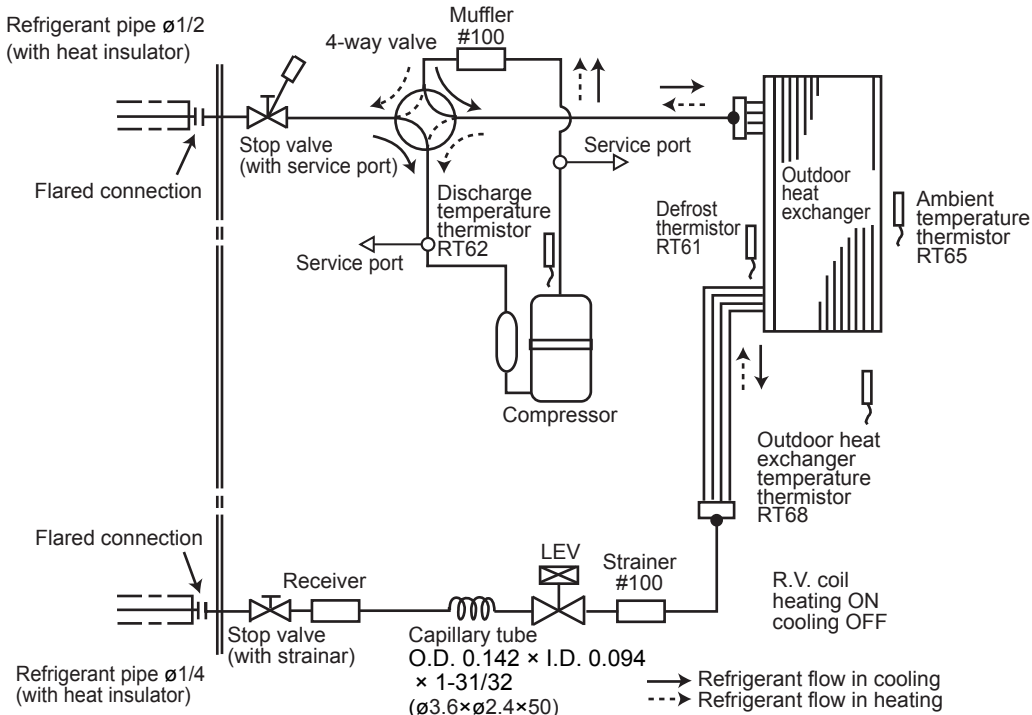 Refrigerant pipe ø1/2
(with heat insulator)
4-way valve
Muffler
#100
Stop valve
(with service port)
Flared connection
Service port
Discharge
temperature
thermistor
RT62
Service port
Compressor
Outdoor
heat
exchanger
Defrost
thermistor
RT61
Ambient
temperature
thermistor
RT65
Outdoor heat
exchanger
temperature
thermistor
RT68
Flared connection
Receiver
Stop valve
(with strainar)
Refrigerant pipe ø1/4
(with heat insulator)
LEV
Capillary tube
O.D. 0.142 × I.D. 0.094
× 1-31/32
(ø3.6×ø2.4×50)
Strainer
#100
R.V. coil
heating ON
cooling OFF
Refrigerant flow in cooling
Refrigerant flow in heating